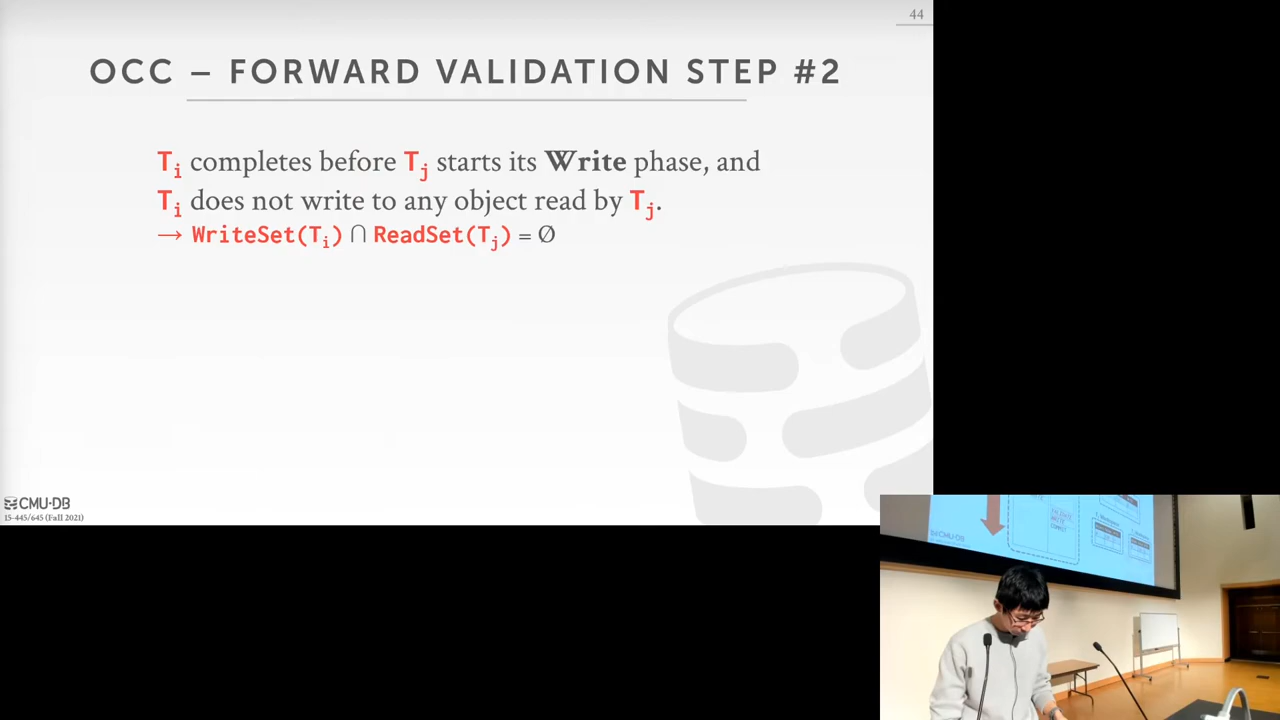 44
OCC – FORWARD VALIDATION STEP #2
Ti completes before Tj starts its Write phase, and
Ti does not write to any object read by Tj.
→ WriteSet(Ti) ∩ ReadSet(Tj) = Ø
CMU·DB
15-445/645 (Fall 2021)